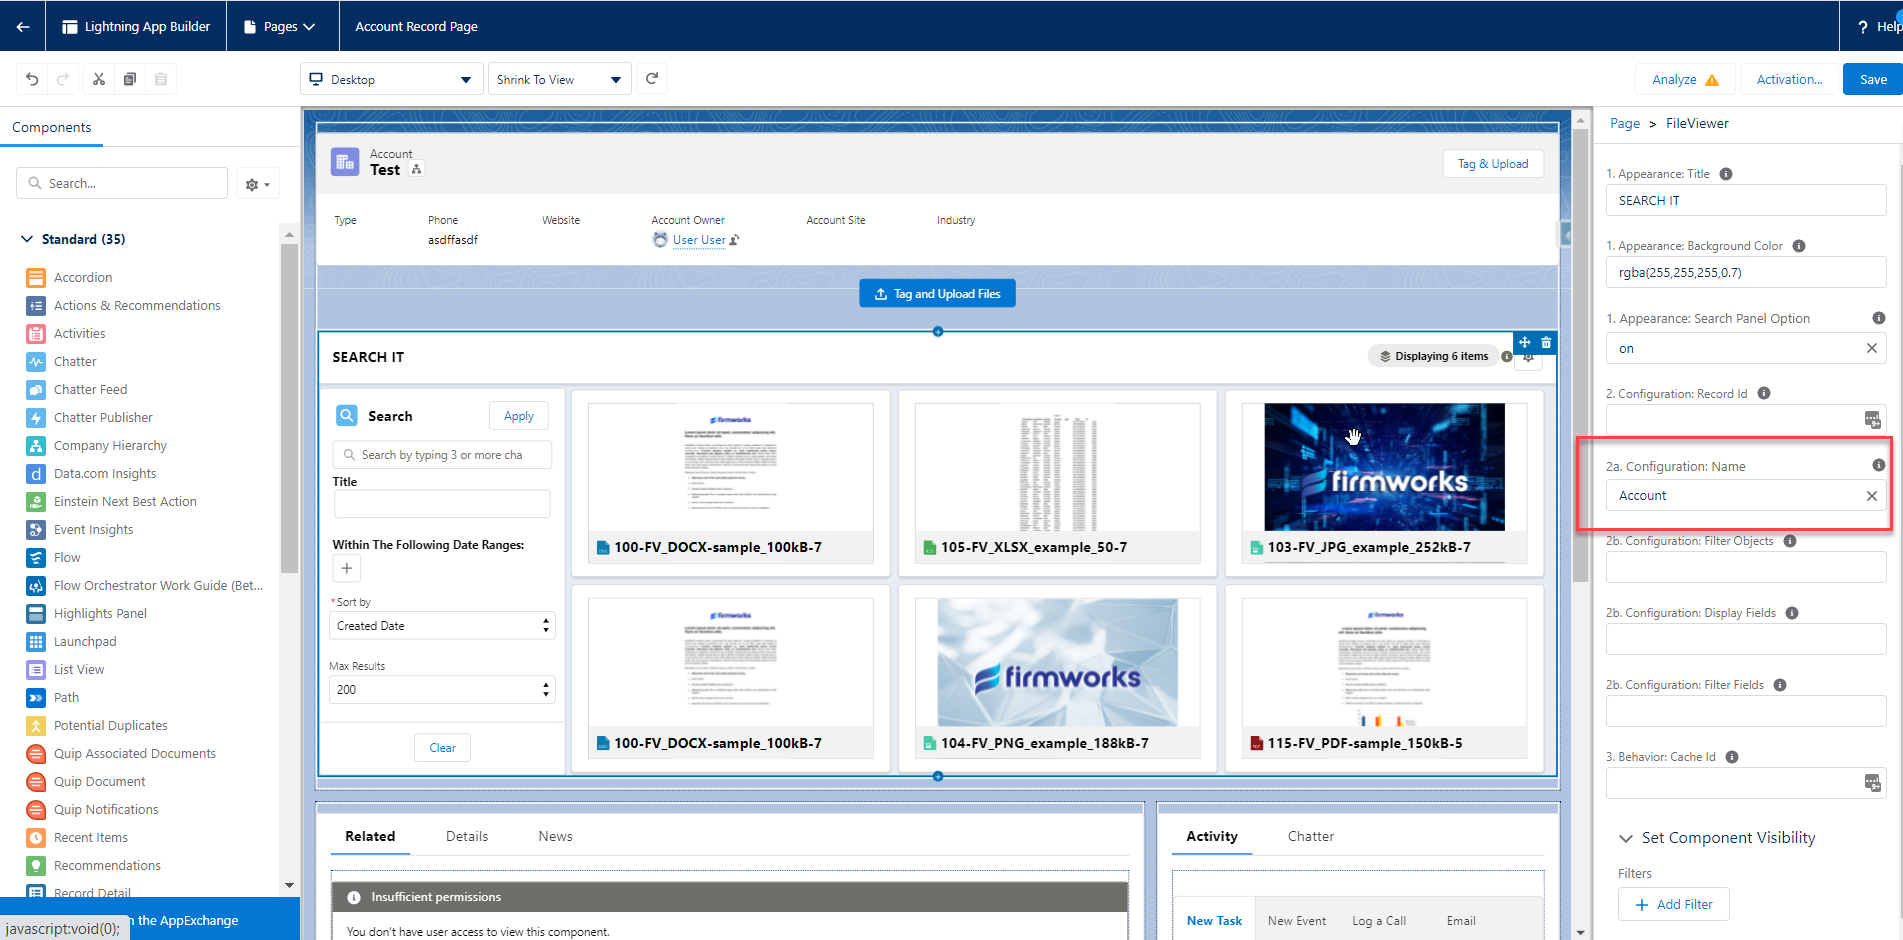 Lightning App Builder
Pages
Account Record Page
? Help
Desktop
Shrink To View
Analyze
Activation...
Save
Components
Search...
Standard (35)
Accordion
Actions & Recommendations
Activities
Chatter
Chatter Feed
Chatter Publisher
Company Hierarchy
Data.com Insights
Einstein Next Best Action
Event Insights
Flow
Flow Orchestrator Work Guide (Bet...
Highlights Panel
Launchpad
List View
Path
Potential Duplicates
Quip Associated Documents
Quip Document
Quip Notifications
Recent Items
Recommendations
Record Detail
n the AppExchange
javascript:void(0);
Account
Test
Tag & Upload
Type
Phone
Website
Account Owner
Account Site
Industry
asdffasdf
User User
Tag and Upload Files
SEARCH IT
Displaying 6 items
Search
Apply
Search by typing 3 or more cha
Title
Within The Following Date Ranges:
* Sort by
Created Date
Max Results
200
Clear
firmworks
100-FV_DOCX-sample_100kB-7
105-FV_XLSX_example_50-7
firmworks
103-FV_JPG_example_252kB-7
firmworks
100-FV_DOCX-sample_100kB-7
firmworks
104-FV_PNG_example_188kB-7
firmworks
115-FV_PDF-sample_150kB-5
Related
Details
News
Insufficient permissions
You don't have user access to view this component.
Activity
Chatter
New Task
New Event
Log a Call
Email
Page > FileViewer
1. Appearance: Title
SEARCH IT
1. Appearance: Background Color
rgba(255,255,255,0.7)
1. Appearance: Search Panel Option
on
2. Configuration: Record Id
2a. Configuration: Name
Account
2b. Configuration: Filter Objects
2b. Configuration: Display Fields
2b. Configuration: Filter Fields
3. Behavior: Cache Id
Set Component Visibility
Filters
+ Add Filter